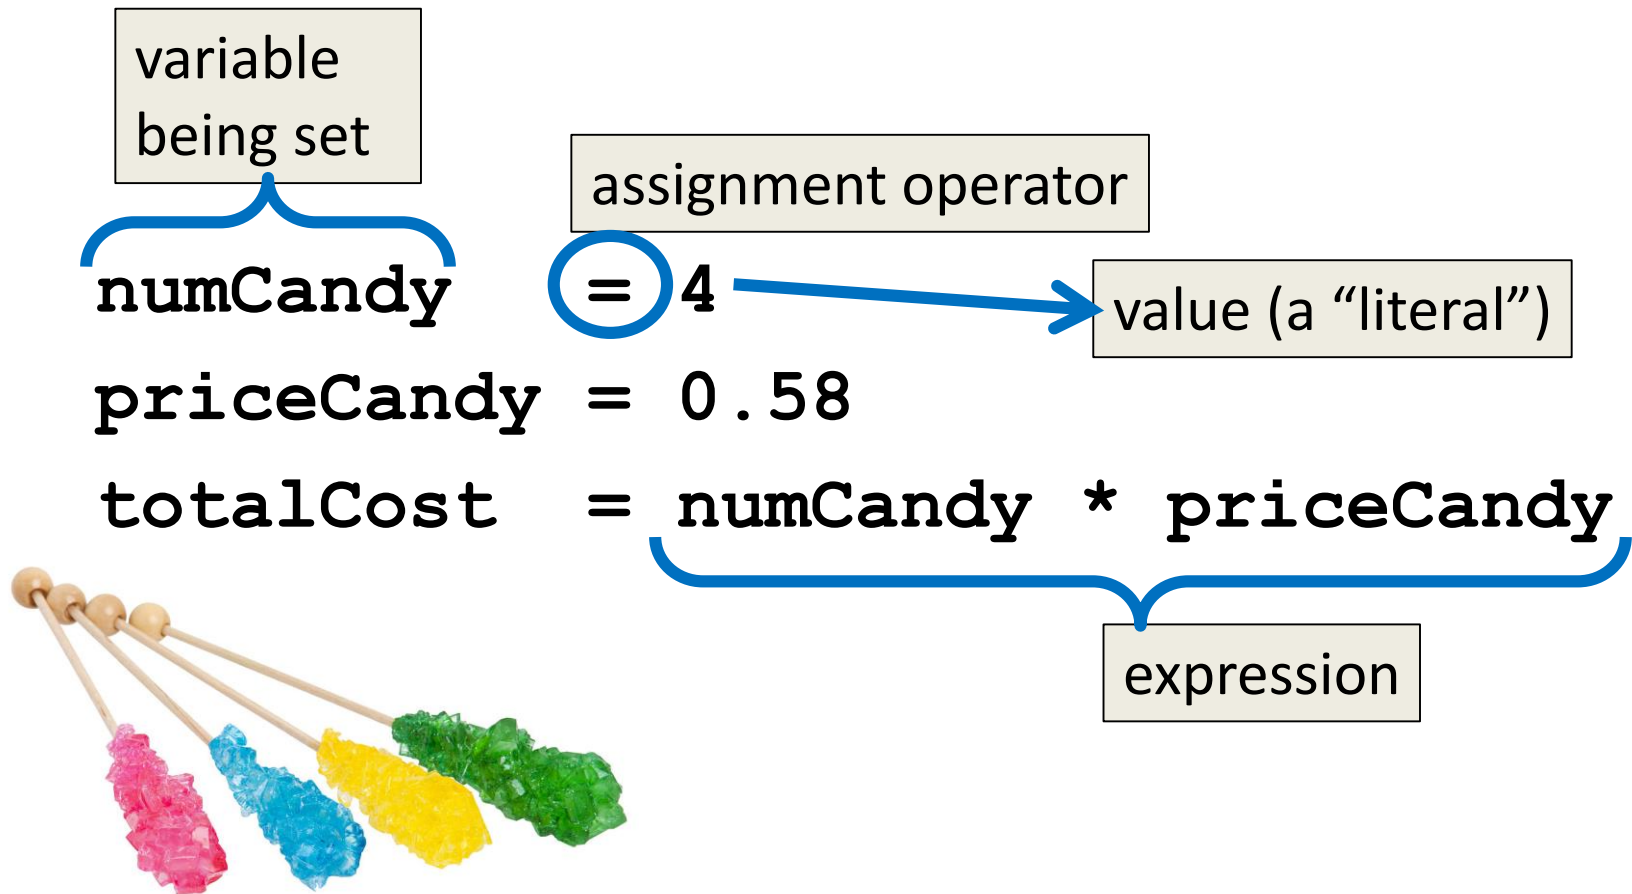 variable
being set
assignment operator
numCandy = 4
value (a “literal”)
priceCandy = 0.58
totalCost = numCandy * priceCandy
expression